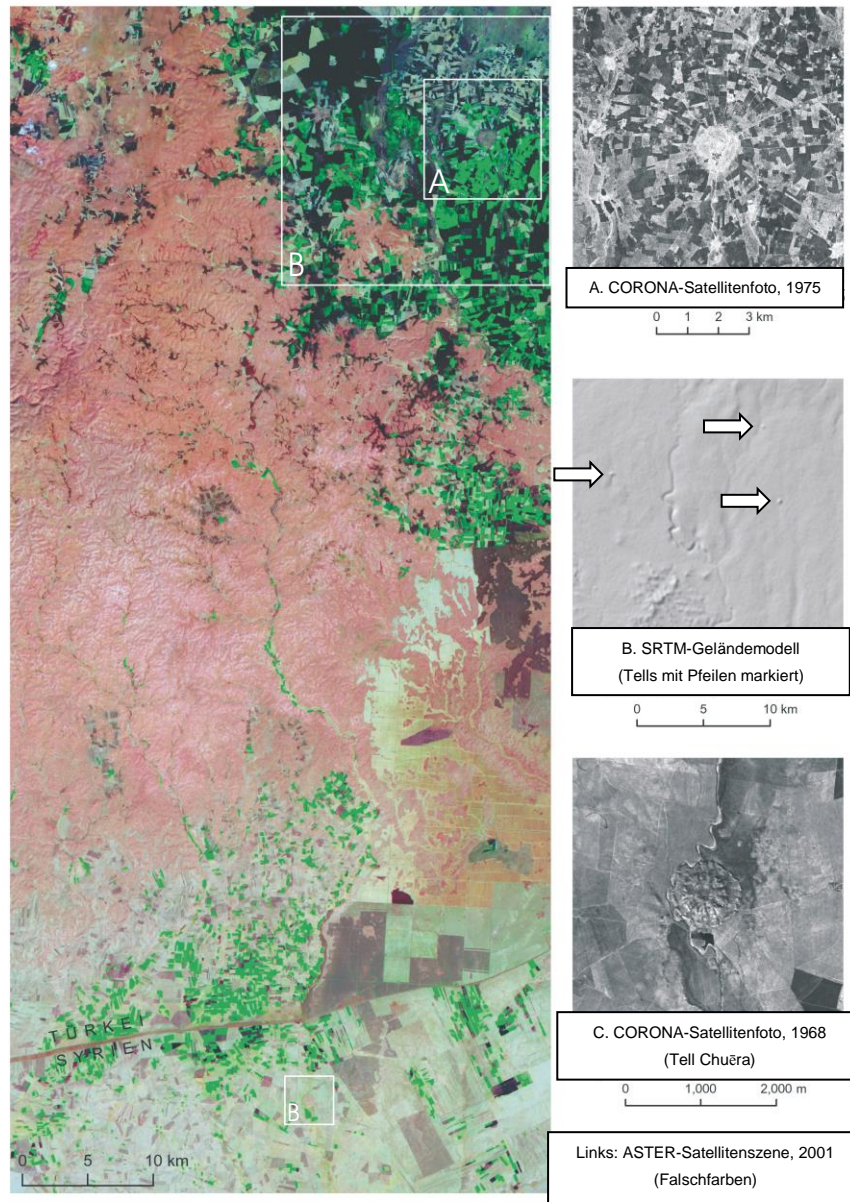 A
B
TÜRKEI
SYRIEN
B
0 5 10 km
A. CORONA-Satellitenfoto, 1975
0 1 2 3 km
B. SRTM-Geländemodell
(Tells mit Pfeilen markiert)
0 5 10 km
C. CORONA-Satellitenfoto, 1968
(Tell Chuēra)
0 1,000 2,000 m
Links: ASTER-Satellitenszene, 2001
(Falschfarben)